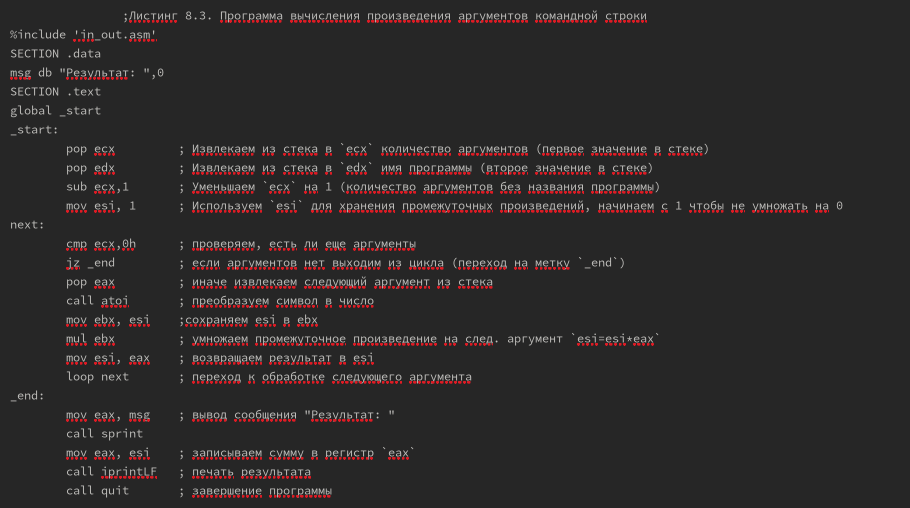 ;Листинг 8.3. Программа вычисления произведения аргументов командной строки
%include 'in_out.asm'
SECTION .data
msg db "Результат: ",0
SECTION .text
global _start
_start:
pop ecx ; Извлекаем из стека в `ecx` количество аргументов (первое значение в стеке)
pop edx ; Извлекаем из стека в `edx` имя программы (второе значение в стеке)
sub ecx,1 ; Уменьшаем `ecx` на 1 (количество аргументов без названия программы)
mov esi, 1 ; Используем `esi` для хранения промежуточных произведений, начинаем с 1 чтобы не умножать на 0
next:
cmp ecx,0h ; проверяем, есть ли еще аргументы
jz _end ; если аргументов нет выходим из цикла (переход на метку `_end`)
pop eax ; иначе извлекаем следующий аргумент из стека
call atoi ; преобразуем символ в число
mov ebx, esi ;сохраняем esi в ebx
mul ebx ; умножаем промежуточное произведение на след. аргумент `esi=esi*eax`
mov esi, eax ; возвращаем результат в esi
loop next ; переход к обработке следующего аргумента
_end:
mov eax, msg ; вывод сообщения "Результат: "
call sprint
mov eax, esi ; записываем сумму в регистр `eax`
call iprintLF ; печать результата
call quit ; завершение программы